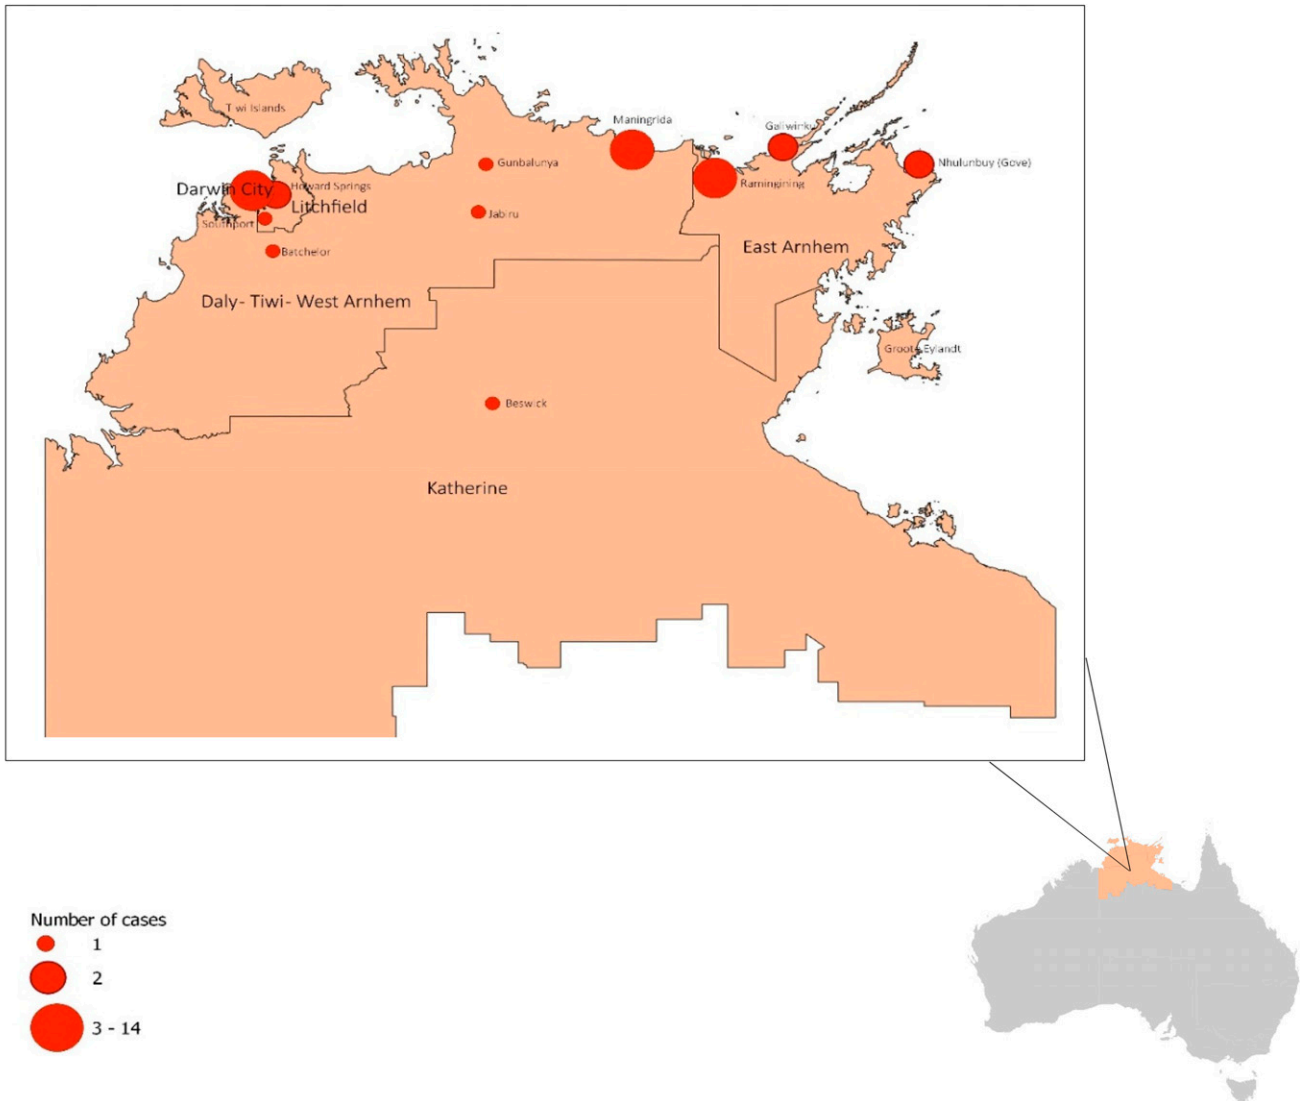 Maningrida
Galiwinku
T wi Islands
Gunbalunya
Nhulunbuy (Gove)
Ramingining
Darwin City
Howard Springs
Litchfield
Jabiru
Southport
Batchelor
East Arnhem
Daly- Tiwi- West Arnhem
Groote Eylandt
Beswick
Katherine
Number of cases
1
2
3 - 14